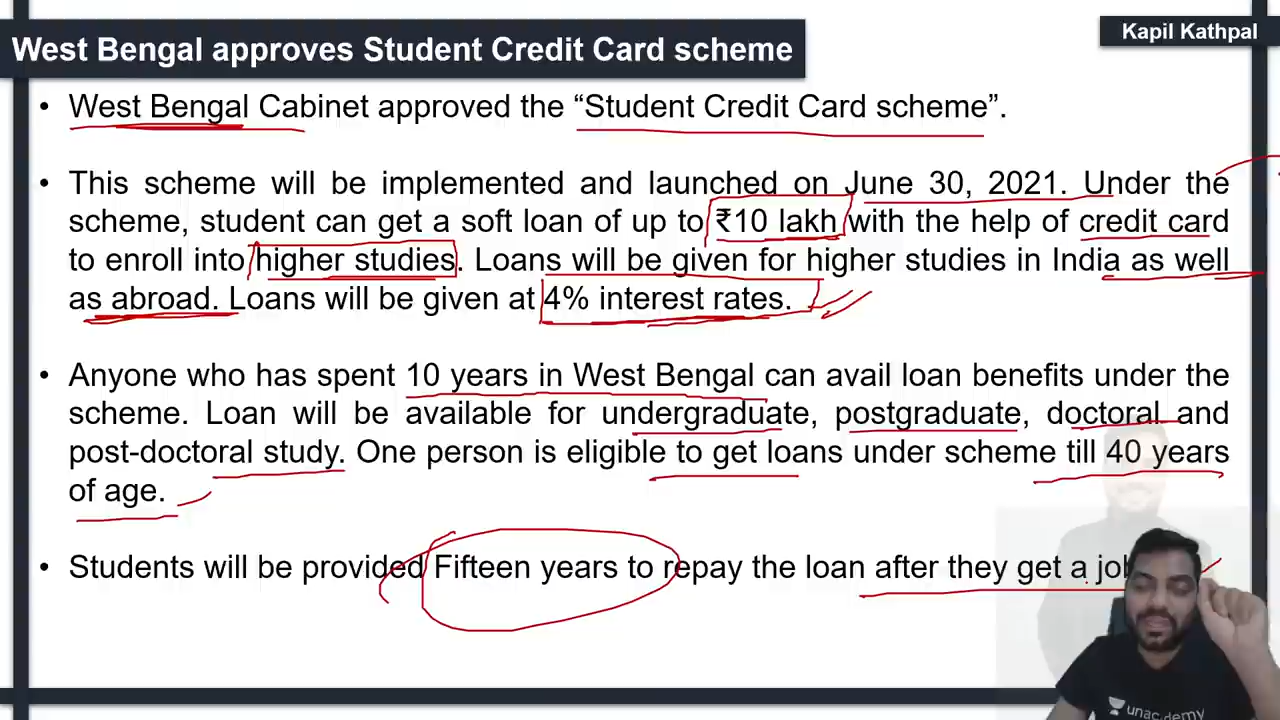 West Bengal approves Student Credit Card scheme
Kapil Kathpal
• West Bengal Cabinet approved the “Student Credit Card scheme”.
• This scheme will be implemented and launched on June 30, 2021. Under the
scheme, student can get a soft loan of up to ₹10 lakh with the help of credit card
to enroll into higher studies. Loans will be given for higher studies in India as well
as abroad. Loans will be given at 4% interest rates.
• Anyone who has spent 10 years in West Bengal can avail loan benefits under the
scheme. Loan will be available for undergraduate, postgraduate, doctoral and
post-doctoral study. One person is eligible to get loans under scheme till 40 years
of age.
• Students will be provided Fifteen years to repay the loan after they get a job
unacademy